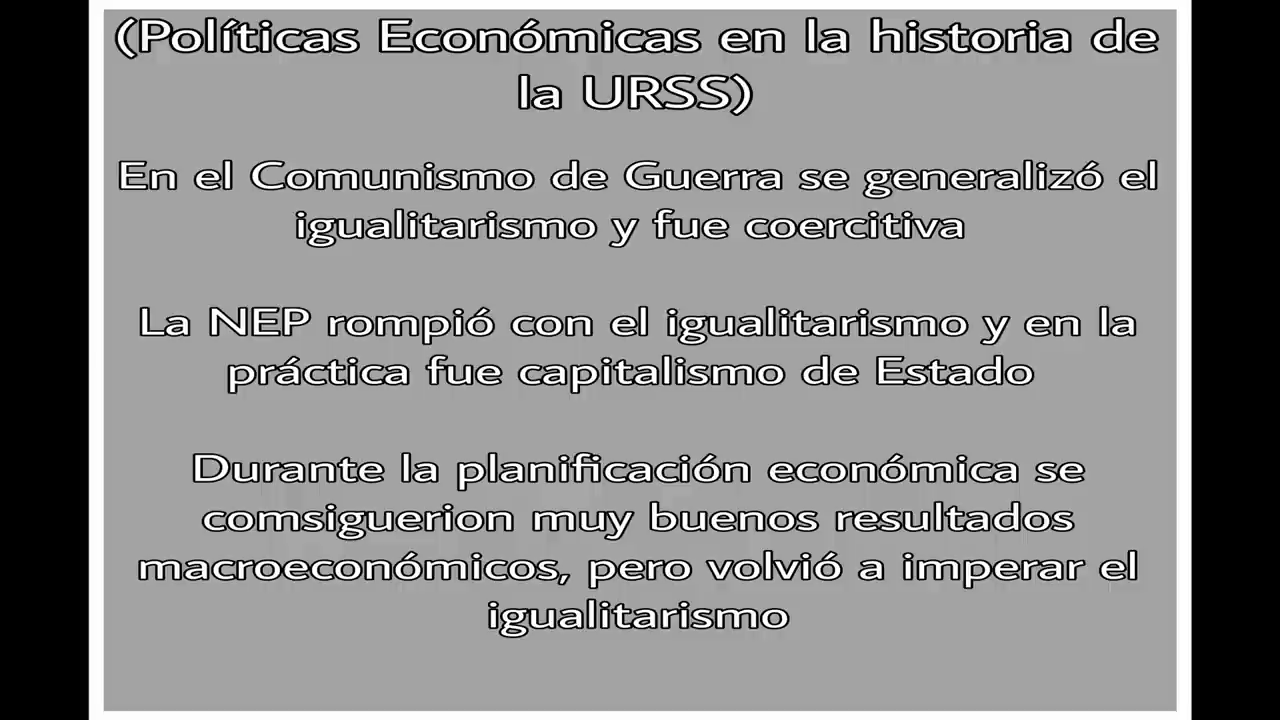 (Políticas Económicas en la historia de
la URSS)
En el Comunismo de Guerra se generalizó el
igualitarismo y fue coercitiva
La NEP rompió con el igualitarismo y en la
práctica fue capitalismo de Estado
Durante la planificación económica se
comsiguerion muy buenos resultados
macroeconómicos, pero volvió a imperar el
igualitarismo